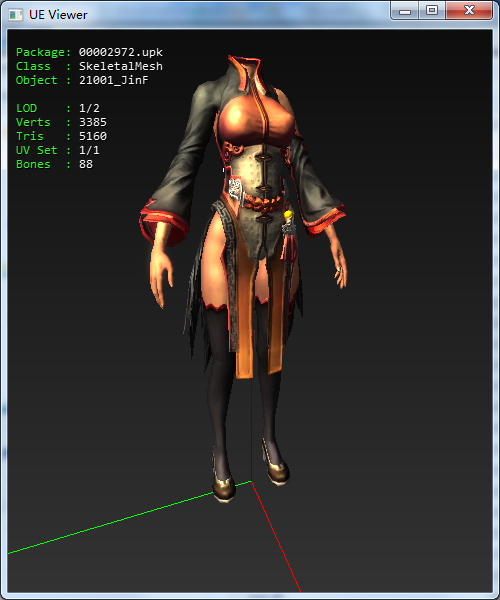 UE Viewer
Package: 00002972.upk
Class : SkeletalMesh
Object : 21001_JinF
LOD : 1/2
Verts : 3385
Tris : 5160
UV Set : 1/1
Bones : 88